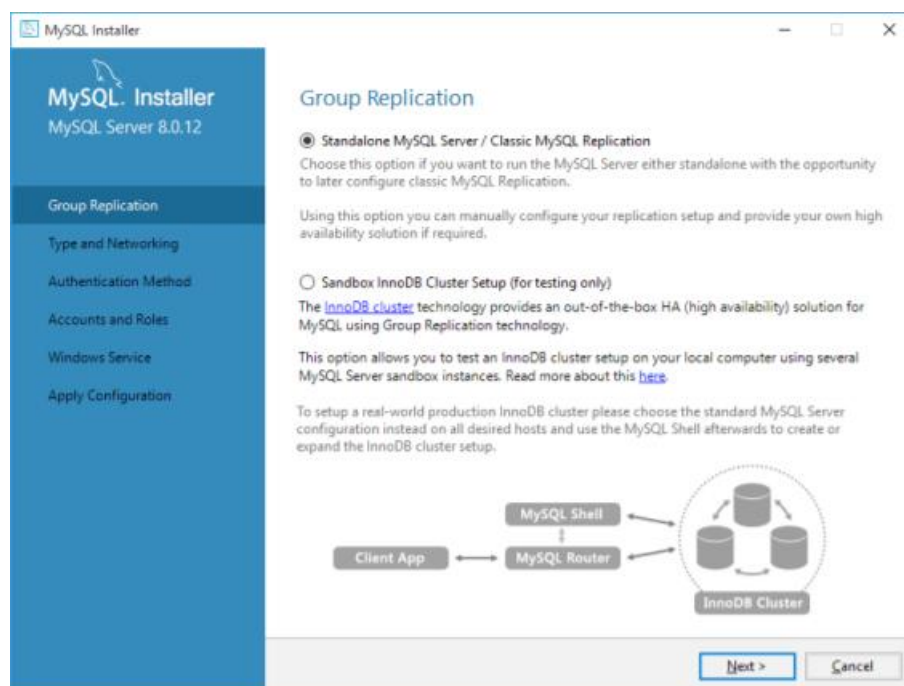 MySQL Installer
MySQL. Installer
MySQL Server 8.0.12
Group Replication
Type and Networking
Authentication Method
Accounts and Roles
Windows Service
Apply Configuration
Group Replication
Standalone MySQL Server / Classic MySQL Replication
Choose this option if you want to run the MySQL Server either standalone with the opportunity
to later configure classic MySQL Replication.
Using this option you can manually configure your replication setup and provide your own high
availability solution if required.
Sandbox InnoDB Cluster Setup (for testing only)
The InnoDB cluster technology provides an out-of-the-box HA (high availability) solution for
MySQL using Group Replication technology.
This option allows you to test an InnoDB cluster setup on your local computer using several
MySQL Server sandbox instances. Read more about this here.
To setup a real-world production InnoDB cluster please choose the standard MySQL Server
configuration instead on all desired hosts and use the MySQL Shell afterwards to create or
expand the InnoDB cluster setup.
MySQL Shell
Client App
MySQL Router
InnoDB Cluster
Next >
Cancel